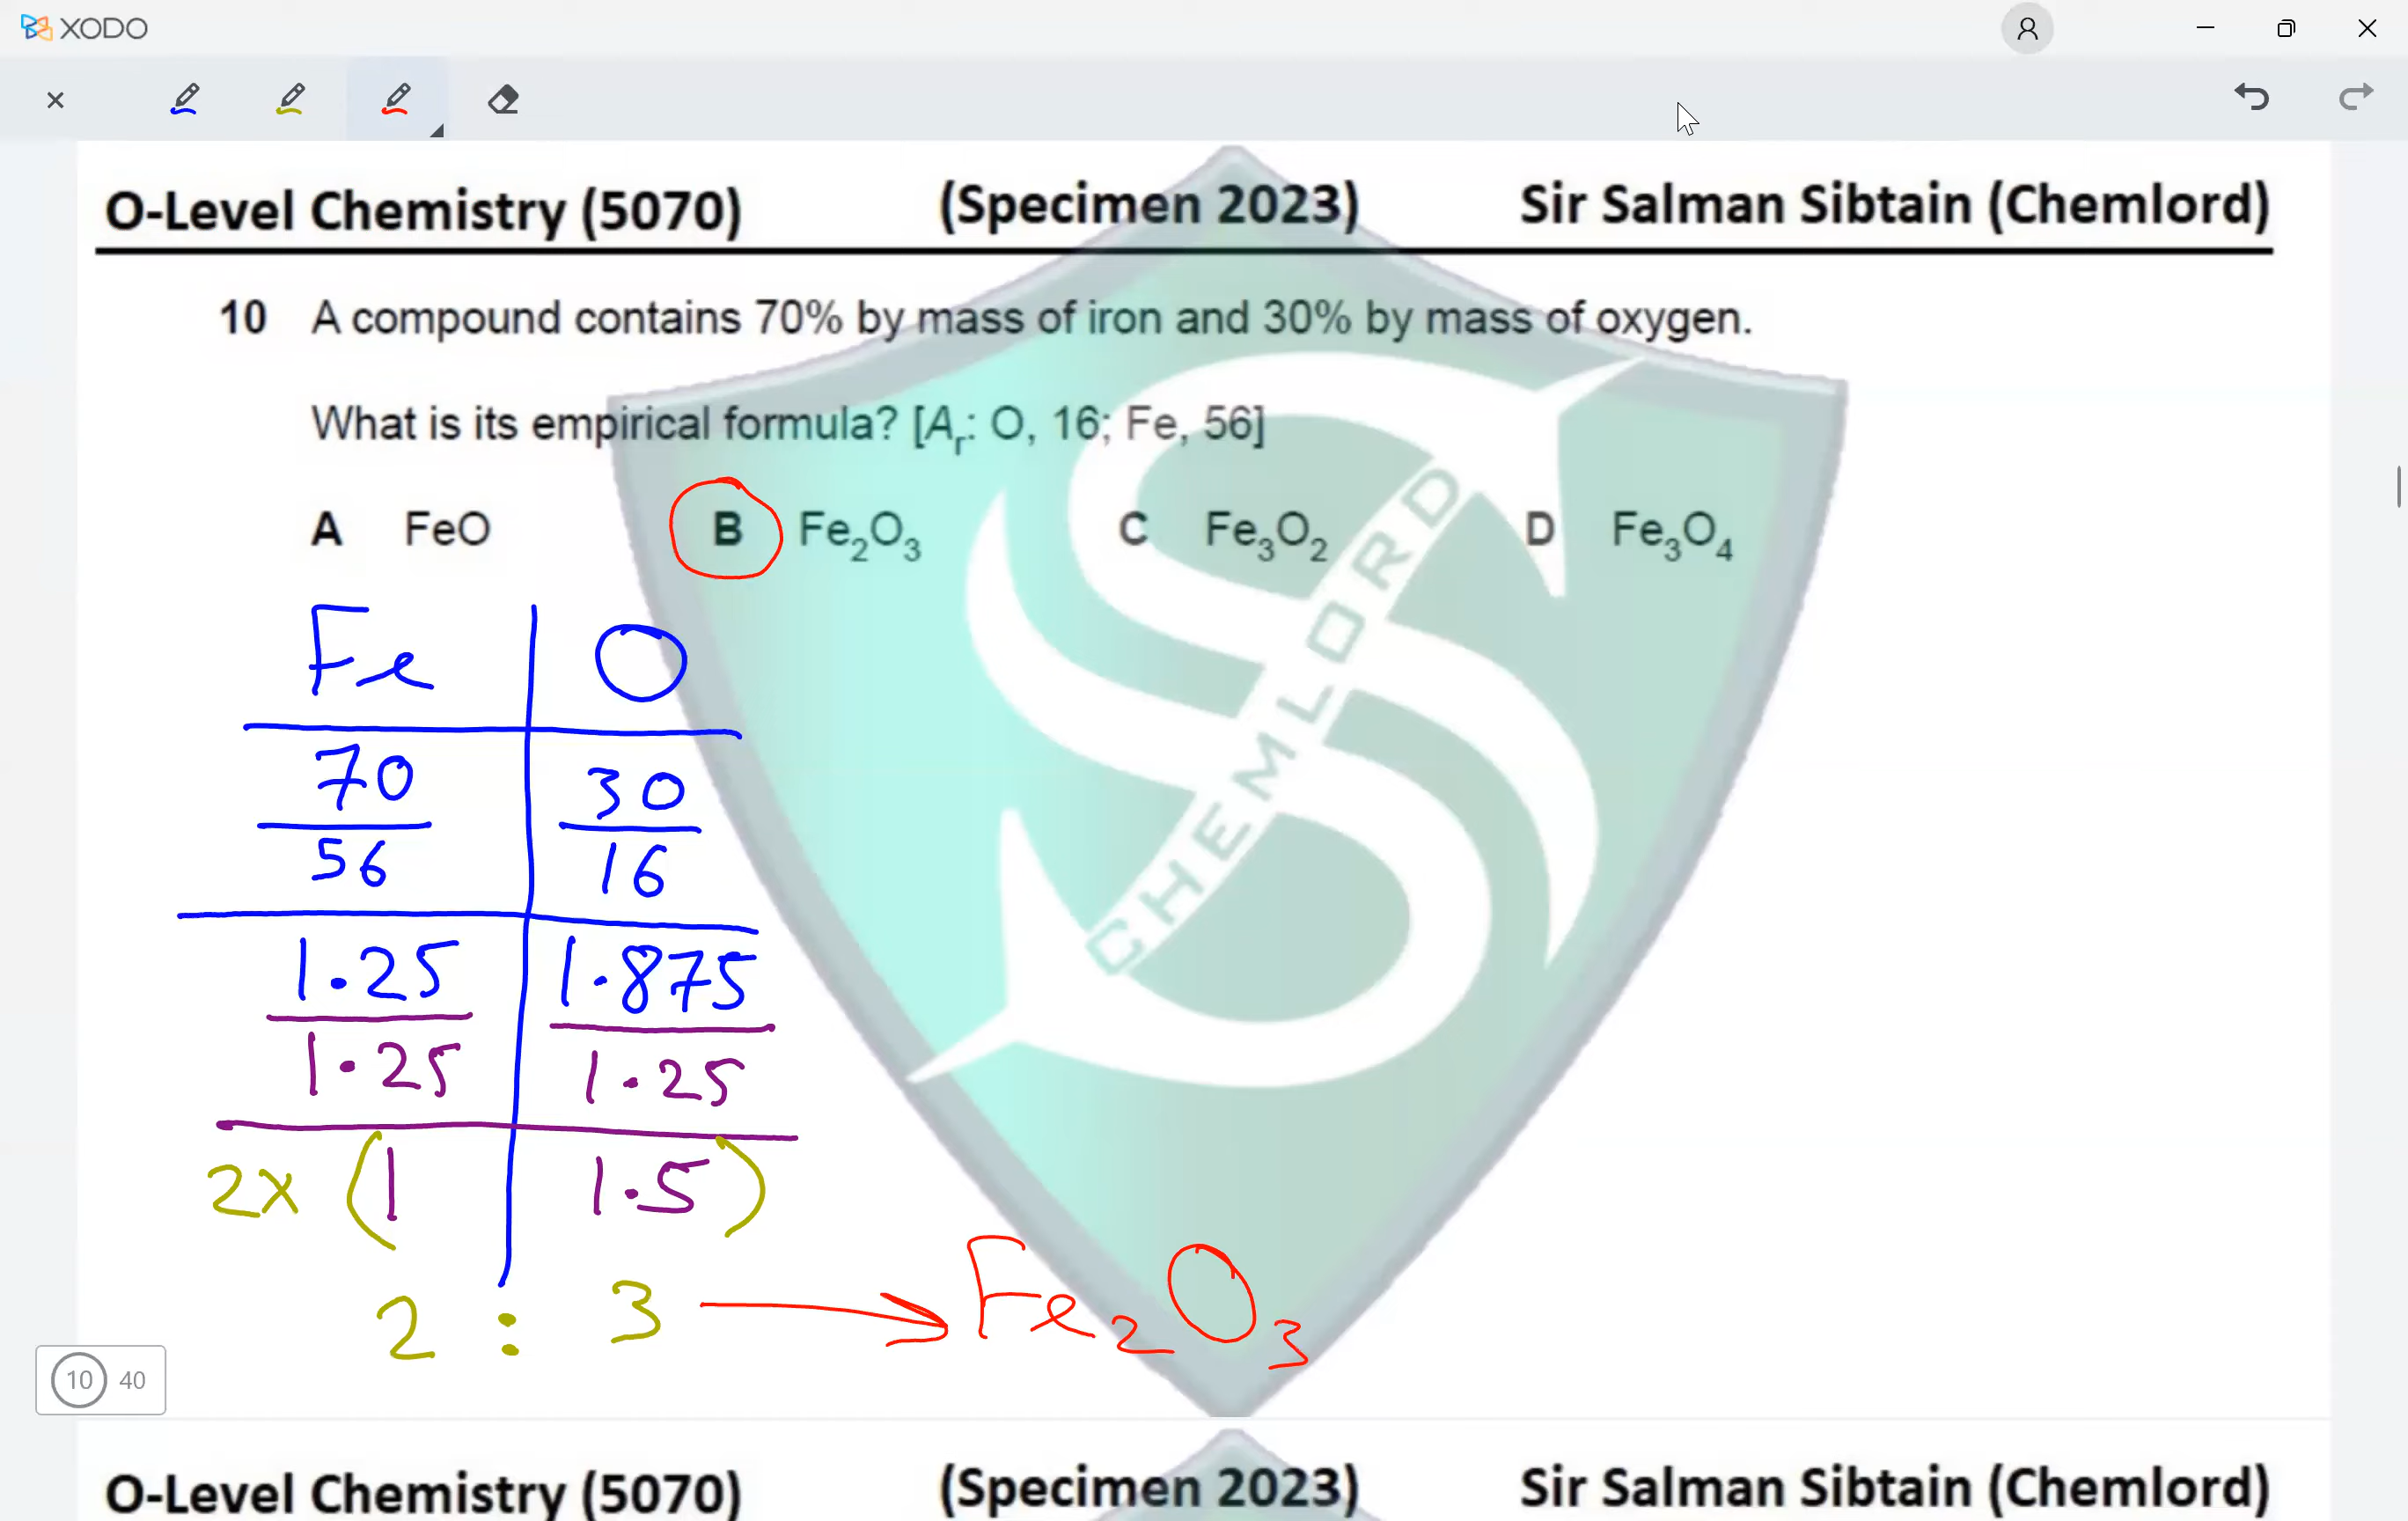 XODO
O-Level Chemistry (5070) (Specimen 2023) Sir Salman Sibtain (Chemlord)
10 A compound contains 70% by mass of iron and 30% by mass of oxygen.
What is its empirical formula? [Aᵣ: O, 16; Fe, 56]
A FeO B Fe₂O₃ C Fe₃O₂ D Fe₃O₄
CHEMLORD
Fe O
70 30
56 16
1.25 1.875
1.25 1.25
2x (1 1.5)
2 : 3 → Fe₂O₃
10 40
O-Level Chemistry (5070) (Specimen 2023) Sir Salman Sibtain (Chemlord)